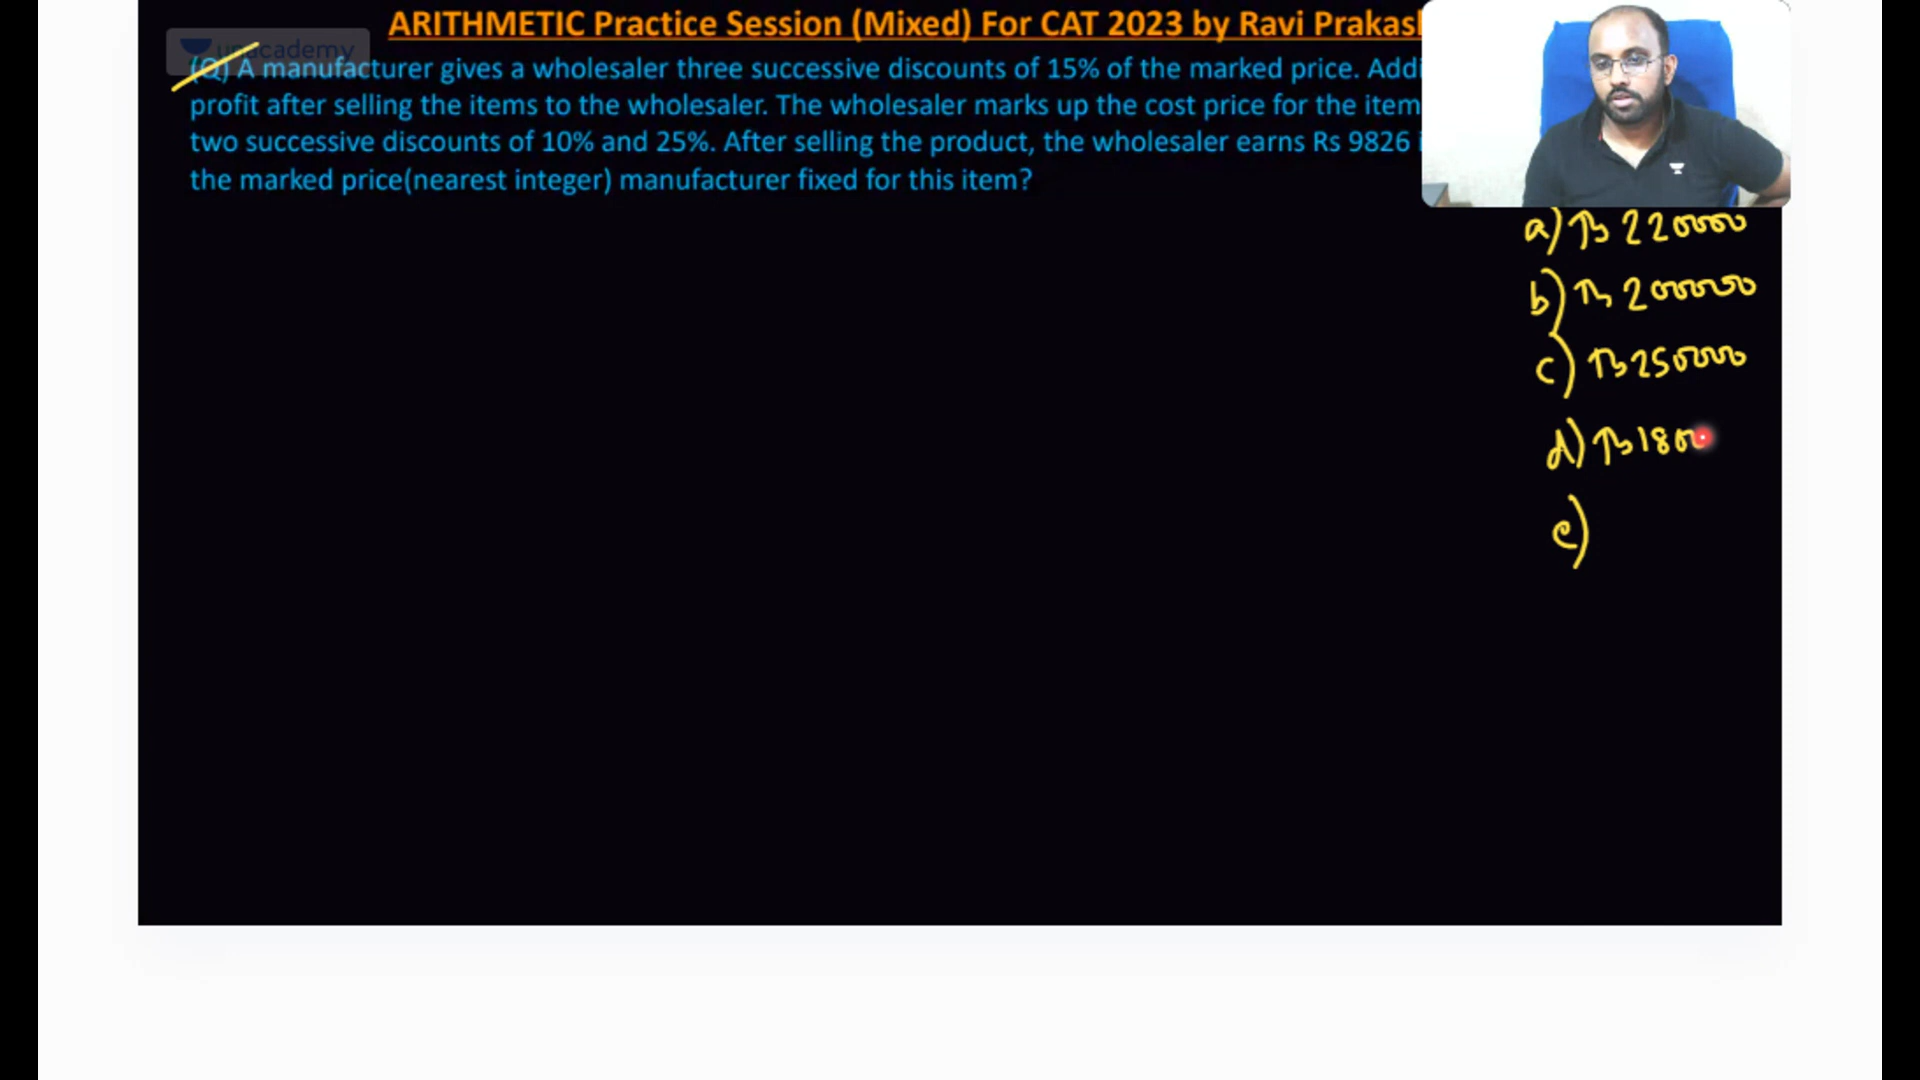 ARITHMETIC Practice Session (Mixed) For CAT 2023 by Ravi Prakash
unacademy
(Q) A manufacturer gives a wholesaler three successive discounts of 15% of the marked price. Addi
profit after selling the items to the wholesaler. The wholesaler marks up the cost price for the item
two successive discounts of 10% and 25%. After selling the product, the wholesaler earns Rs 9826
the marked price(nearest integer) manufacturer fixed for this item?
a) Rs 220000
b) Rs 200000
c) Rs 250000
d) Rs 1800
e)